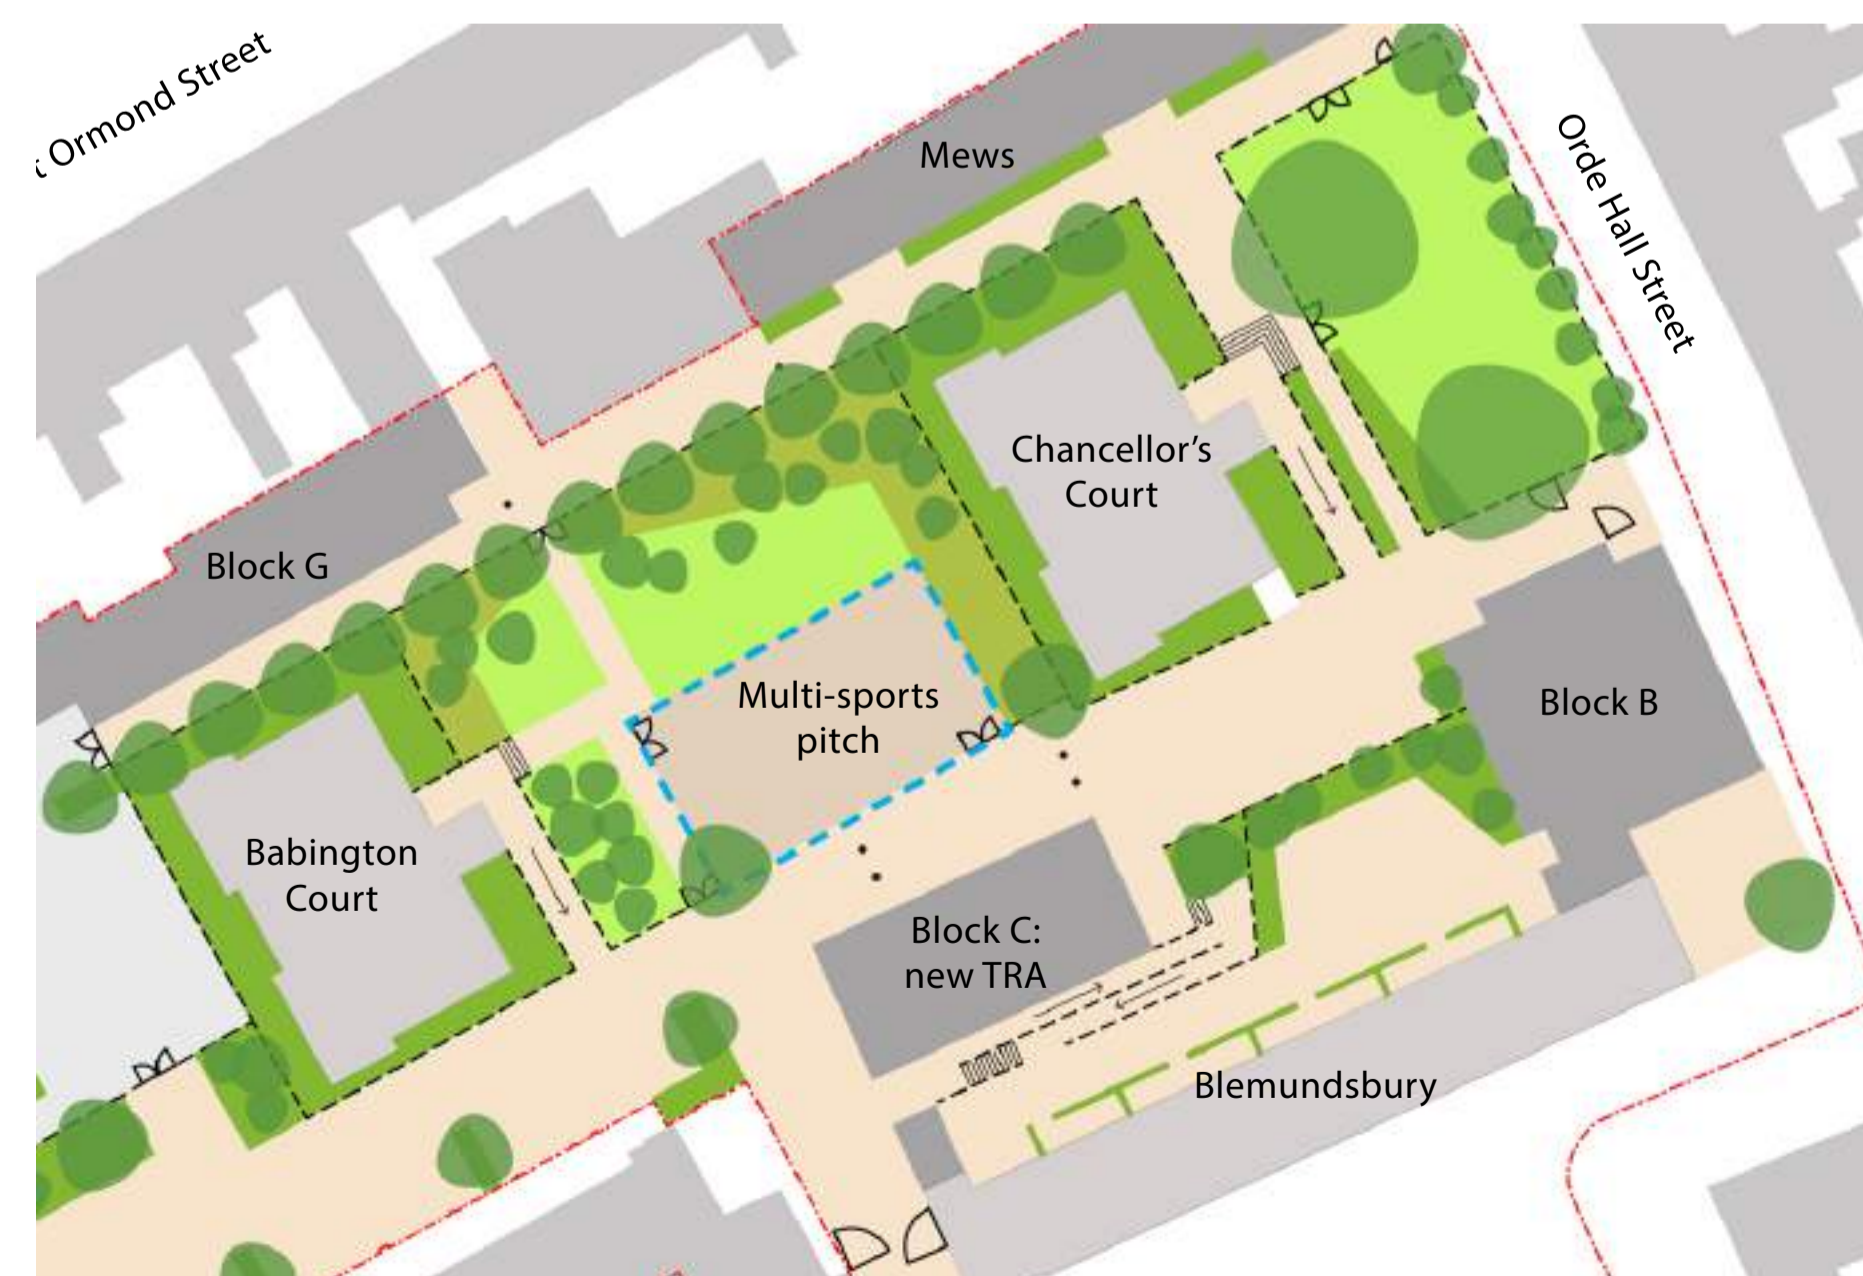 Ormond Street
Mews
Orde Hall Street
Chancellor's
Court
Block G
Multi-sports
pitch
Block B
Babington
Court
Block C:
new TRA
Blemundsbury